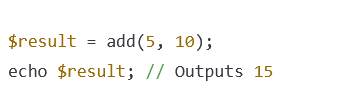 $result = add(5, 10);
echo $result; // Outputs 15